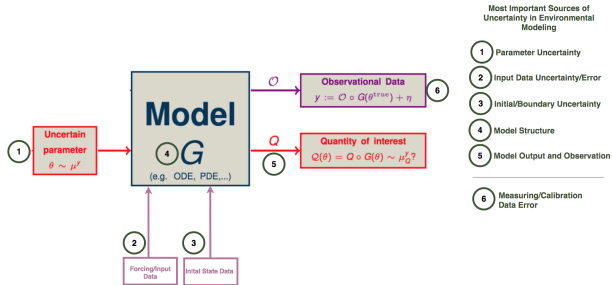 Most Important Sources of
Uncertainty in Environmental
Modeling
1 Parameter Uncertainty
2 Input Data Uncertainty/Error
3 Initial/Boundary Uncertainty
4 Model Structure
5 Model Output and Observation
6 Measuring/Calibration
Data Error
Model
4 G
(e.g. ODE, PDE,...)
𝒪
Observational Data
y := 𝒪 ∘ G(θ^true) + η
6
1
Uncertain
parameter
θ ∼ μ^y
Q
5
Quantity of interest
𝒬(θ) = Q ∘ G(θ) ∼ μ^y_Q?
2
3
Forcing/Input
Data
Inital State Data